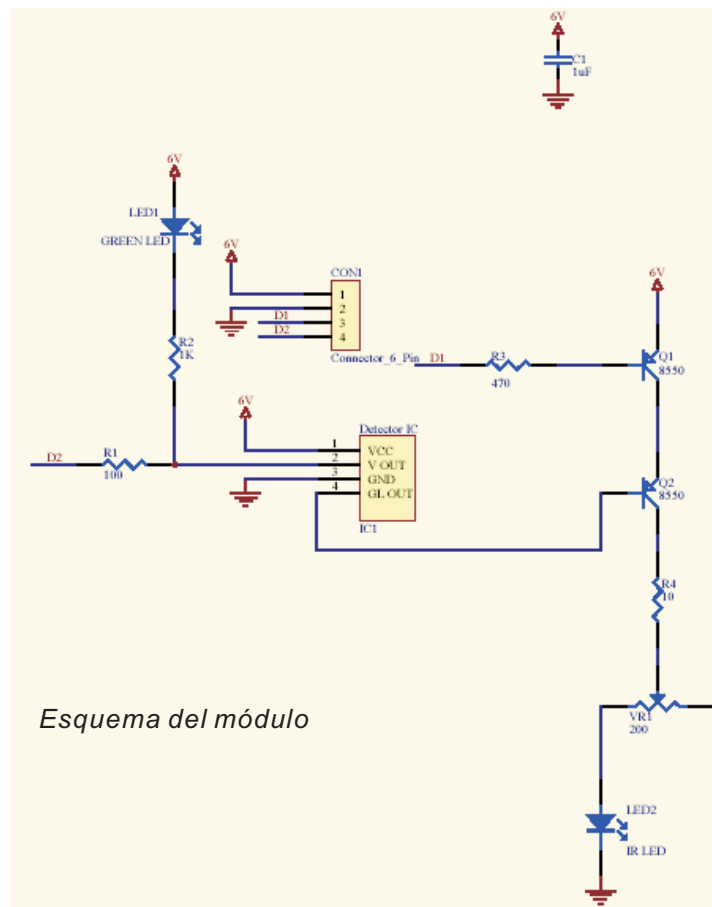 6V
C1
1uF
6V
LED1
GREEN LED
6V
CON1
1
2
D1 3
D2 4
Connector_6_Pin
R2
1K
6V
D1
R3
470
Q1
8550
6V
Detector IC
1 VCC
2 V OUT
3 GND
4 GL OUT
IC1
D2
R1
100
Q2
8550
R4
10
Esquema del módulo
VR1
200
LED2
IR LED